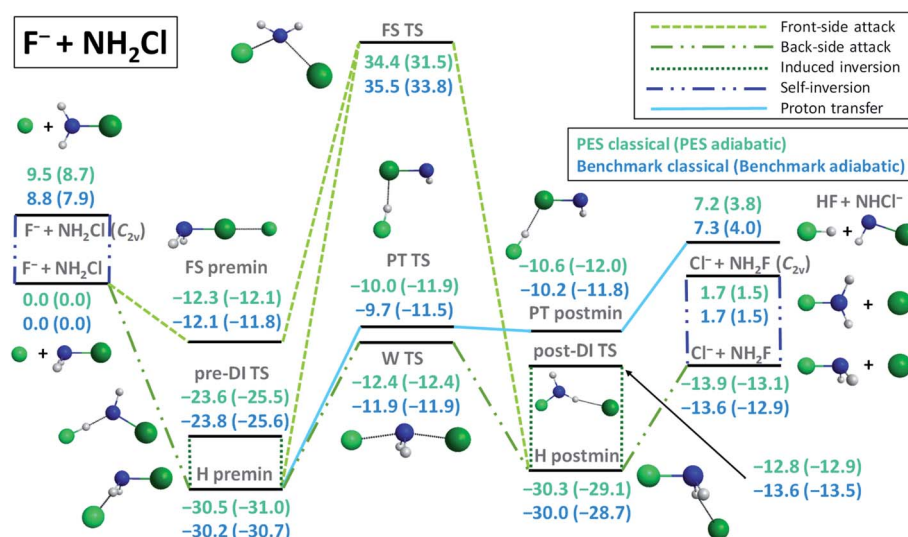 F⁻ + NH₂Cl
FS TS
34.4 (31.5)
35.5 (33.8)
Front-side attack
Back-side attack
Induced inversion
Self-inversion
Proton transfer
PES classical (PES adiabatic)
Benchmark classical (Benchmark adiabatic)
+
9.5 (8.7)
8.8 (7.9)
F⁻ + NH₂Cl (C₂ᵥ)
F⁻ + NH₂Cl
0.0 (0.0)
0.0 (0.0)
+
FS premin
−12.3 (−12.1)
−12.1 (−11.8)
pre-DI TS
−23.6 (−25.5)
−23.8 (−25.6)
H premin
−30.5 (−31.0)
−30.2 (−30.7)
PT TS
−10.0 (−11.9)
−9.7 (−11.5)
W TS
−12.4 (−12.4)
−11.9 (−11.9)
−10.6 (−12.0)
−10.2 (−11.8)
PT postmin
post-DI TS
H postmin
−30.3 (−29.1)
−30.0 (−28.7)
7.2 (3.8)
7.3 (4.0)
HF + NHCl⁻
+
Cl⁻ + NH₂F (C₂ᵥ)
1.7 (1.5)
1.7 (1.5)
+
Cl⁻ + NH₂F
−13.9 (−13.1)
−13.6 (−12.9)
+
−12.8 (−12.9)
−13.6 (−13.5)